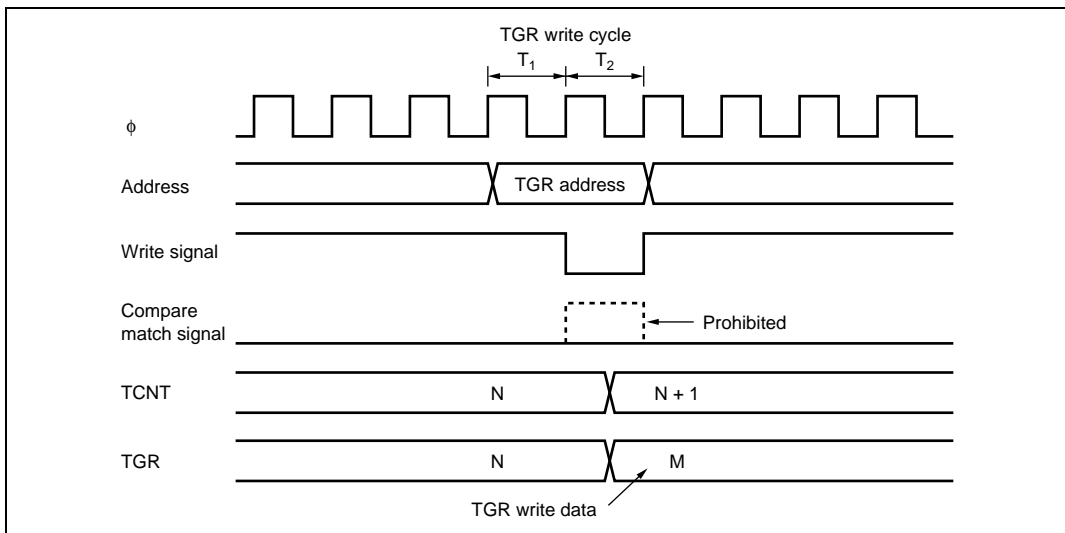 TGR write cycle
T₁ T₂
ϕ
Address TGR address
Write signal
Compare
match signal Prohibited
TCNT N N + 1
TGR N M
TGR write data